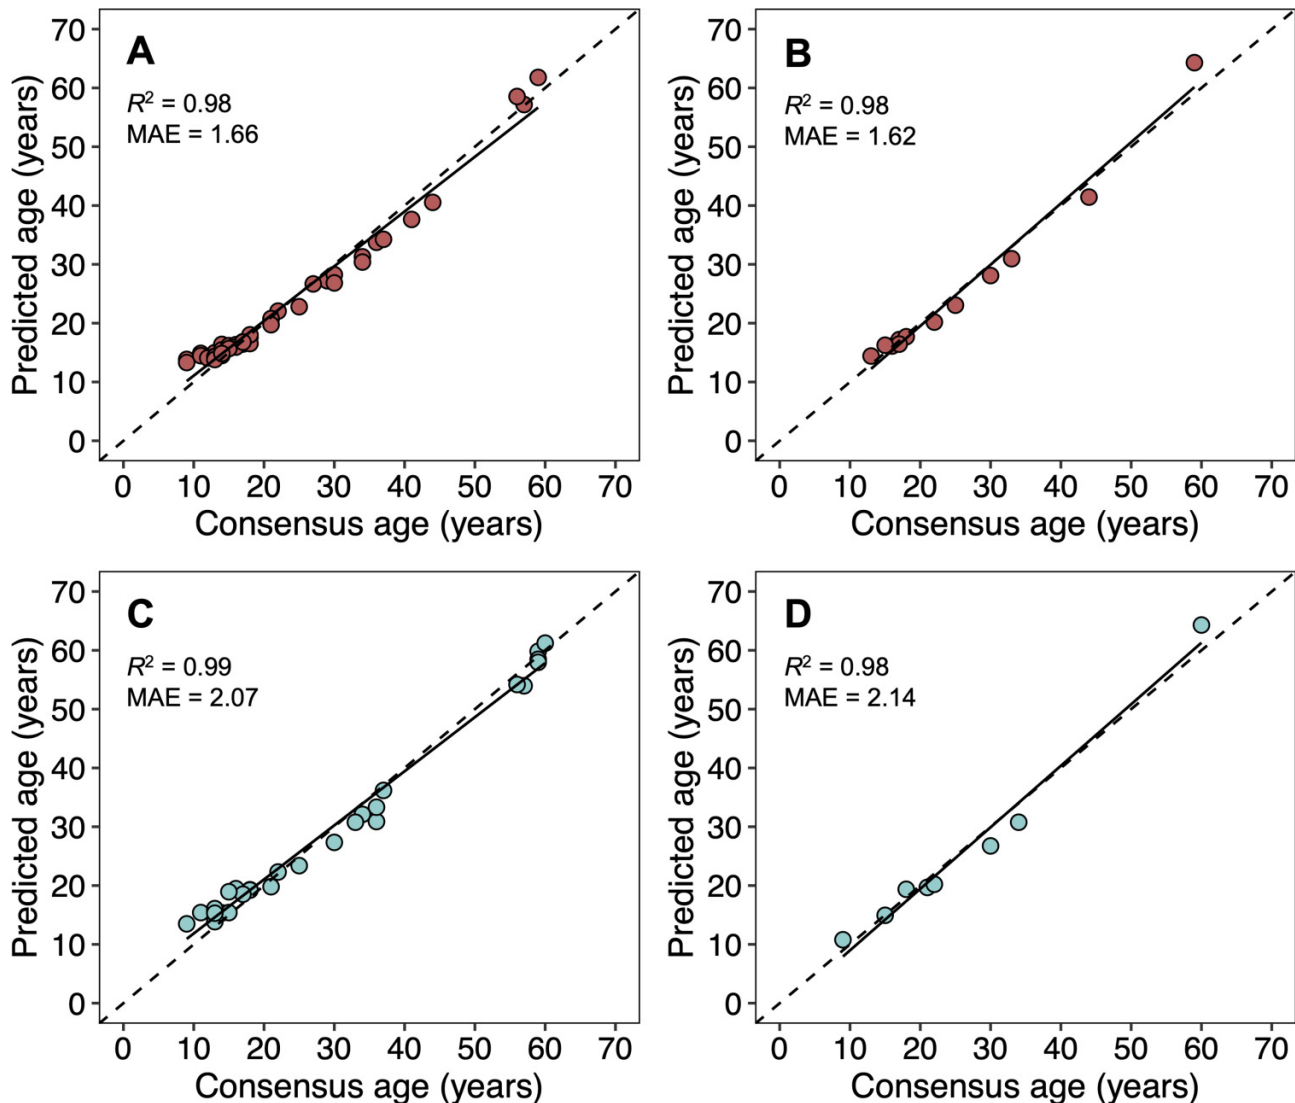 A
R² = 0.98
MAE = 1.66
Predicted age (years)
70
60
50
40
30
20
10
0
0 10 20 30 40 50 60 70
Consensus age (years)
B
R² = 0.98
MAE = 1.62
Predicted age (years)
70
60
50
40
30
20
10
0
0 10 20 30 40 50 60 70
Consensus age (years)
C
R² = 0.99
MAE = 2.07
Predicted age (years)
70
60
50
40
30
20
10
0
0 10 20 30 40 50 60 70
Consensus age (years)
D
R² = 0.98
MAE = 2.14
Predicted age (years)
70
60
50
40
30
20
10
0
0 10 20 30 40 50 60 70
Consensus age (years)